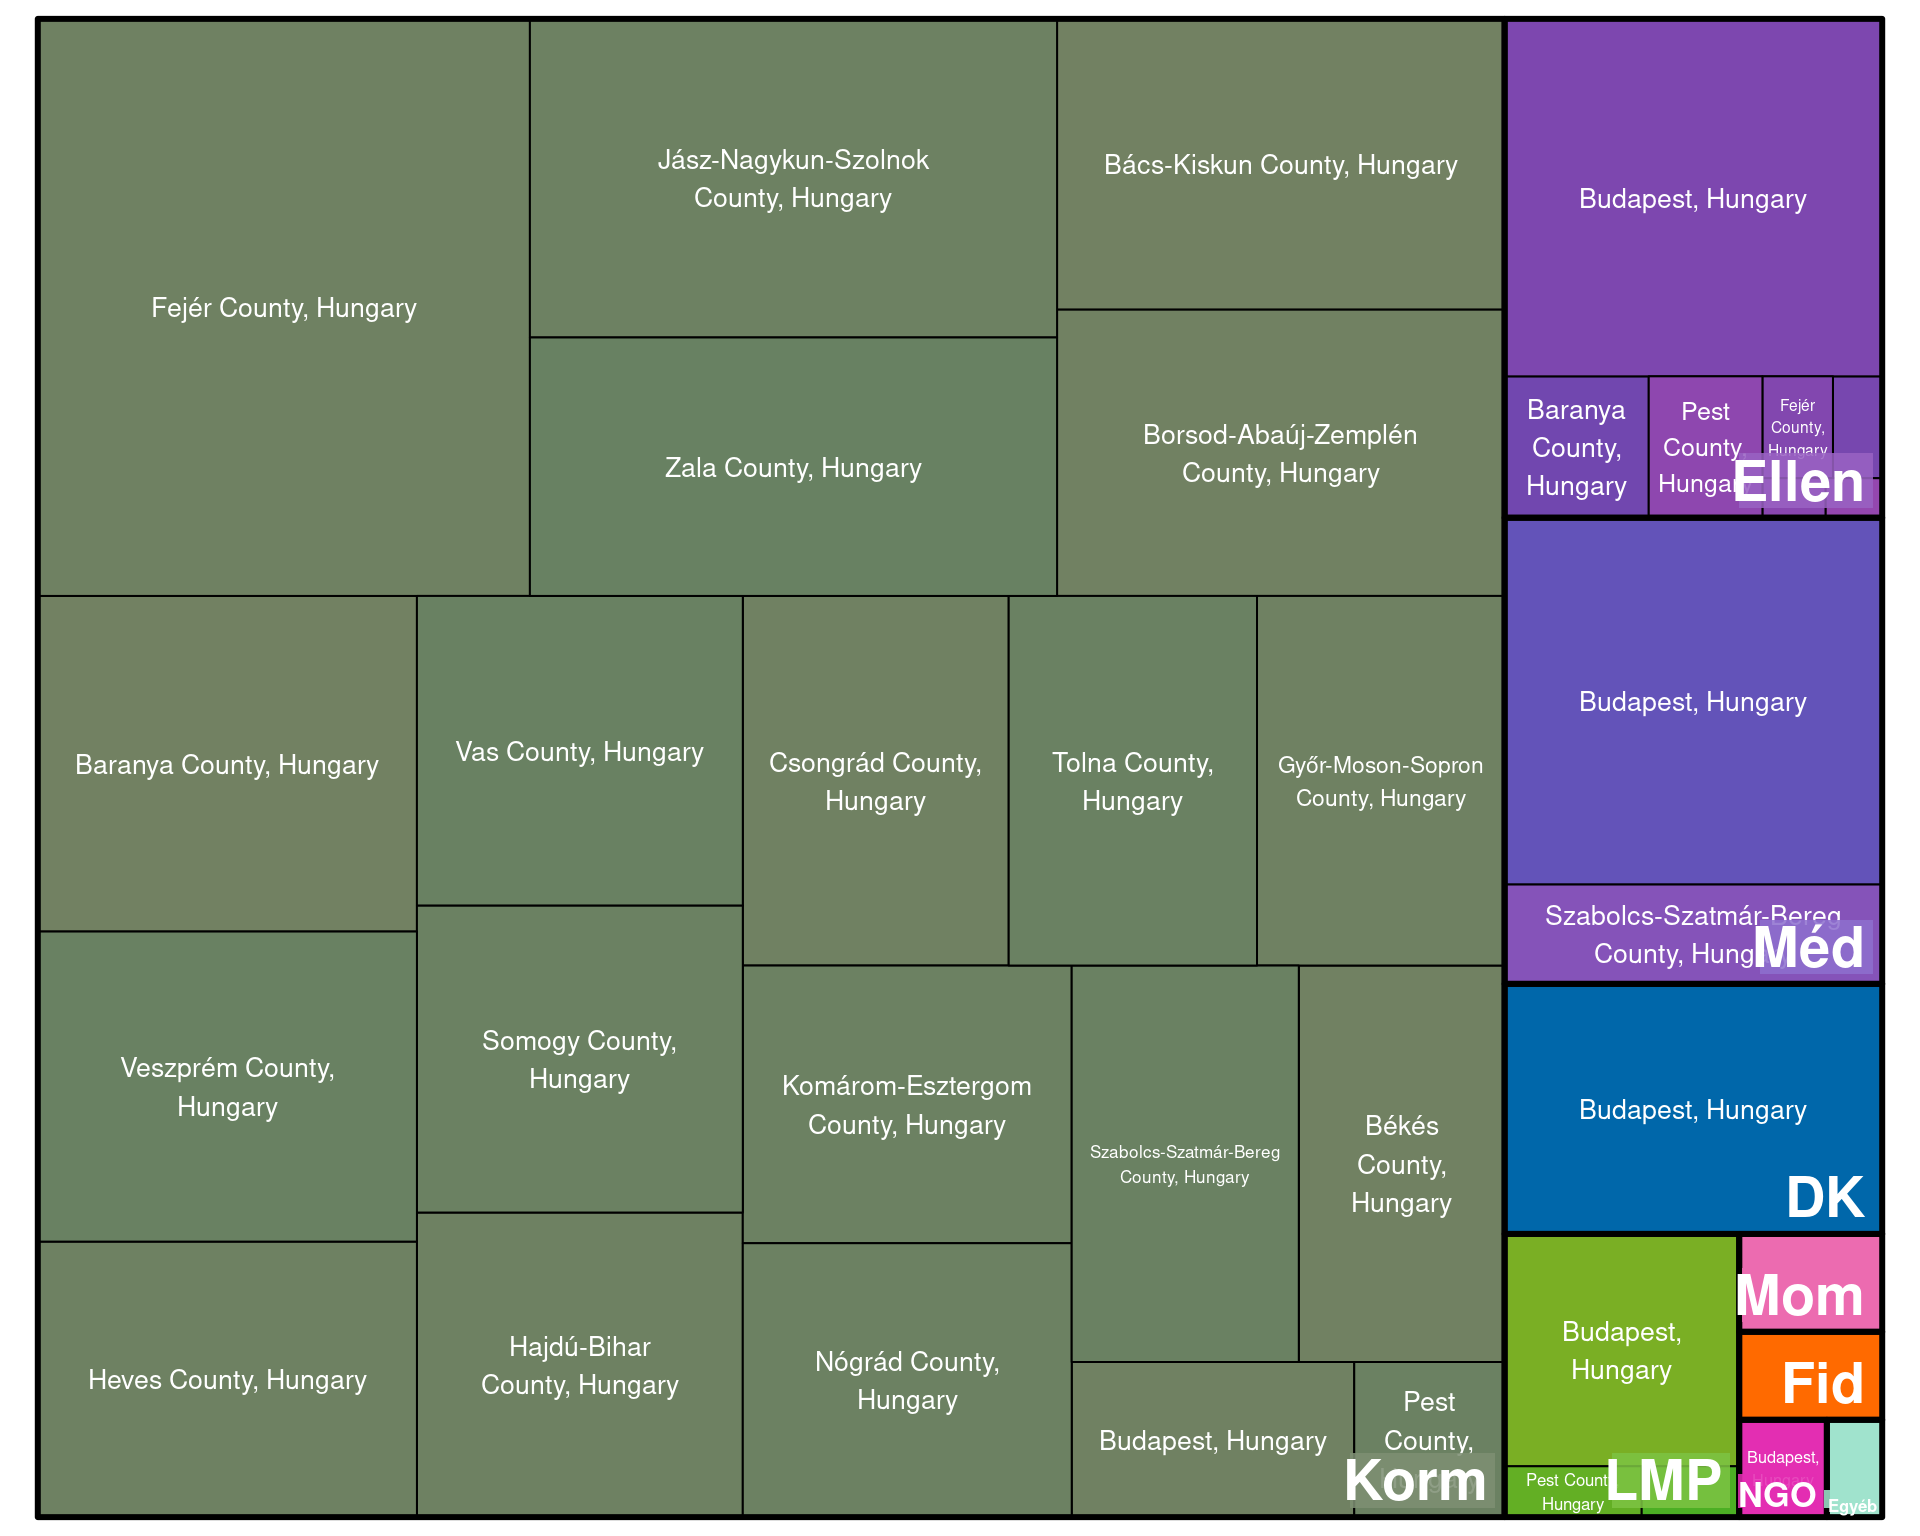 Fejér County, Hungary
Jász-Nagykun-Szolnok
County, Hungary
Zala County, Hungary
Bács-Kiskun County, Hungary
Borsod-Abaúj-Zemplén
County, Hungary
Baranya County, Hungary
Vas County, Hungary
Csongrád County,
Hungary
Tolna County,
Hungary
Győr-Moson-Sopron
County, Hungary
Veszprém County,
Hungary
Somogy County,
Hungary
Komárom-Esztergom
County, Hungary
Szabolcs-Szatmár-Bereg
County, Hungary
Békés
County,
Hungary
Heves County, Hungary
Hajdú-Bihar
County, Hungary
Nógrád County,
Hungary
Budapest, Hungary
Pest
County,
Hungary
Korm
Budapest, Hungary
Baranya
County,
Hungary
Pest
County,
Hungary
Fejér
County,
Hungary
Ellen
Budapest, Hungary
Szabolcs-Szatmár-Bereg
County, Hungary
Méd
Budapest, Hungary
DK
Budapest,
Hungary
Pest County,
Hungary
LMP
Mom
Fid
Budapest,
Hungary
NGO
Egyéb